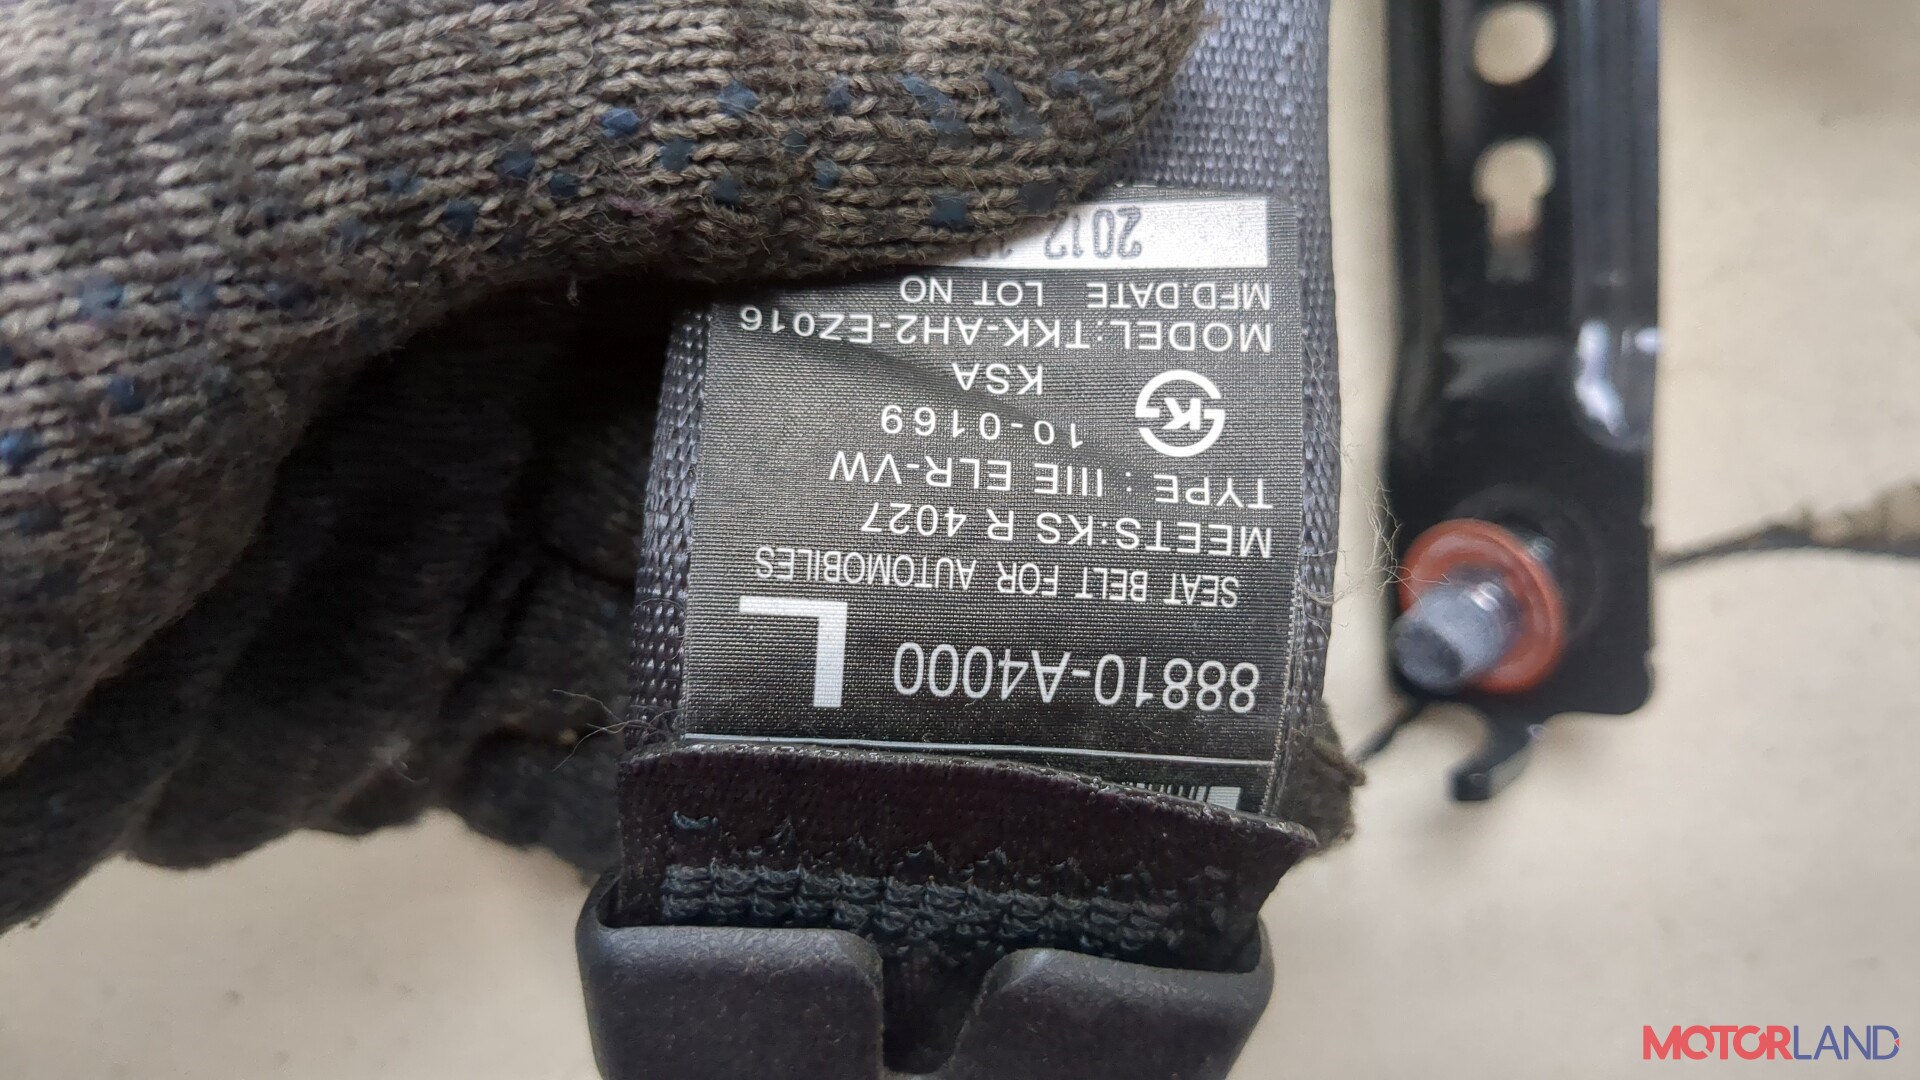 88810-A4000 L
SEAT BELT FOR AUTOMOBILES
MEETS:KS R 4027
TYPE : IIIE ELR-VW
K
10-0169
KSA
MODEL:TKK-AH2-EZ016
MFD.DATE LOT NO
2012
MOTORLAND